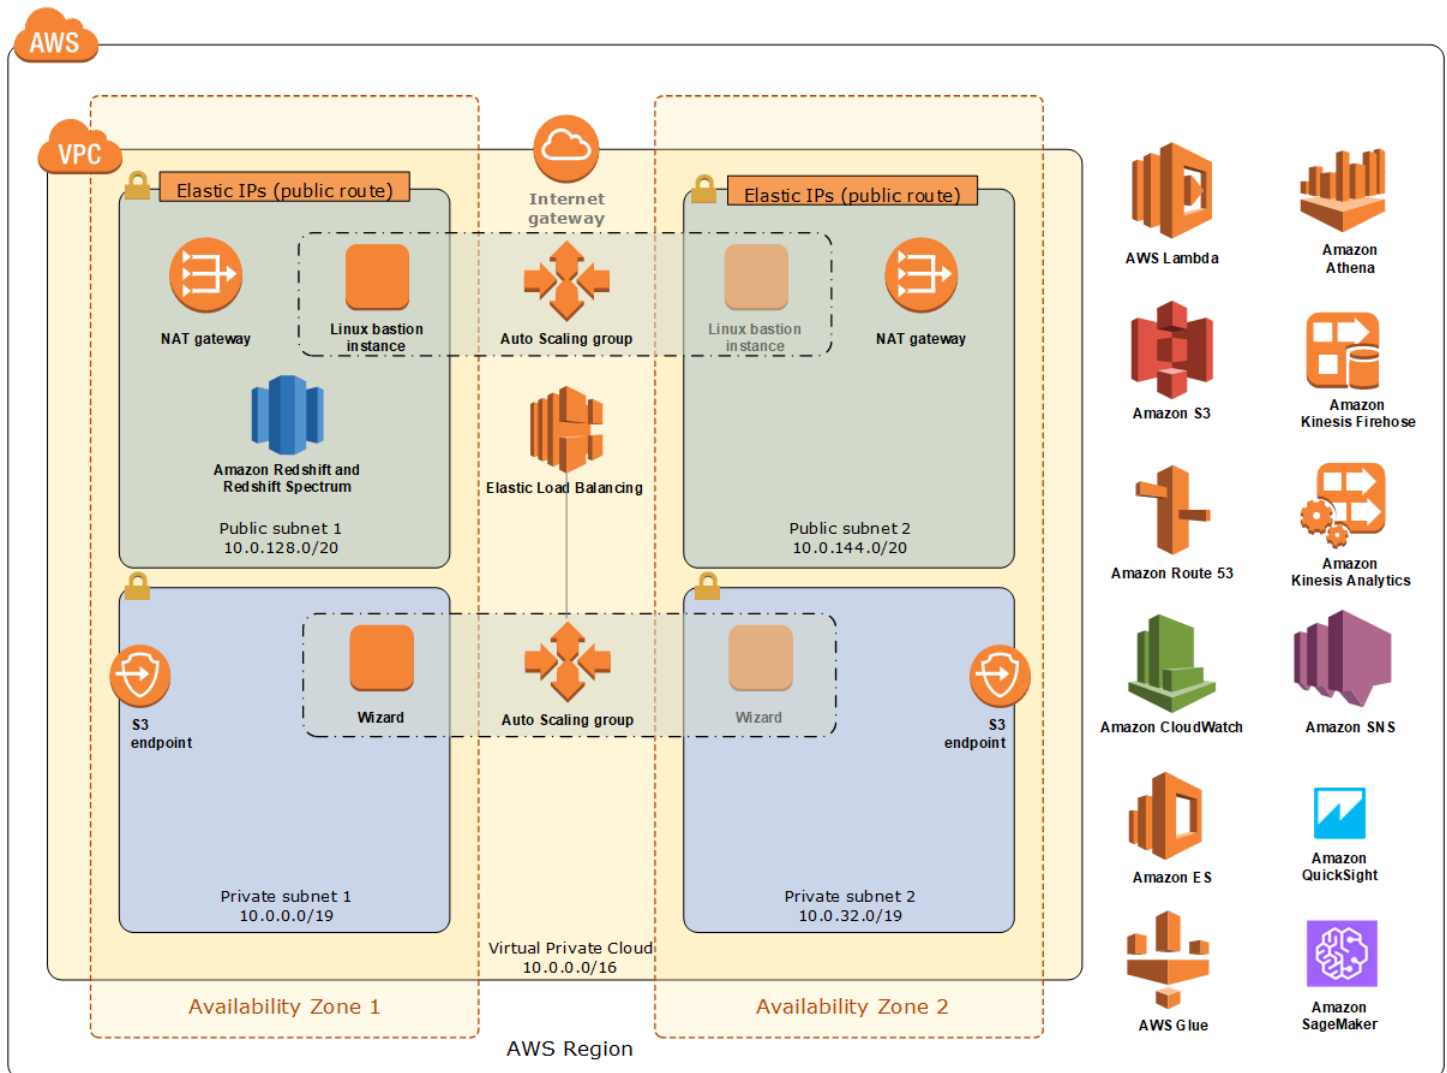 AWS
VPC
Elastic IPs (public route)
Internet
gateway
Elastic IPs (public route)
NAT gateway
Linux bastion
instance
Auto Scaling group
Linux bastion
instance
NAT gateway
Amazon Redshift and
Redshift Spectrum
Elastic Load Balancing
Public subnet 1
10.0.128.0/20
Public subnet 2
10.0.144.0/20
S3
endpoint
Wizard
Auto Scaling group
Wizard
S3
endpoint
Private subnet 1
10.0.0.0/19
Private subnet 2
10.0.32.0/19
Virtual Private Cloud
10.0.0.0/16
Availability Zone 1
Availability Zone 2
AWS Region
AWS Lambda
Amazon
Athena
Amazon S3
Amazon
Kinesis Firehose
Amazon Route 53
Amazon
Kinesis Analytics
Amazon CloudWatch
Amazon SNS
Amazon ES
Amazon
QuickSight
AWS Glue
Amazon
SageMaker